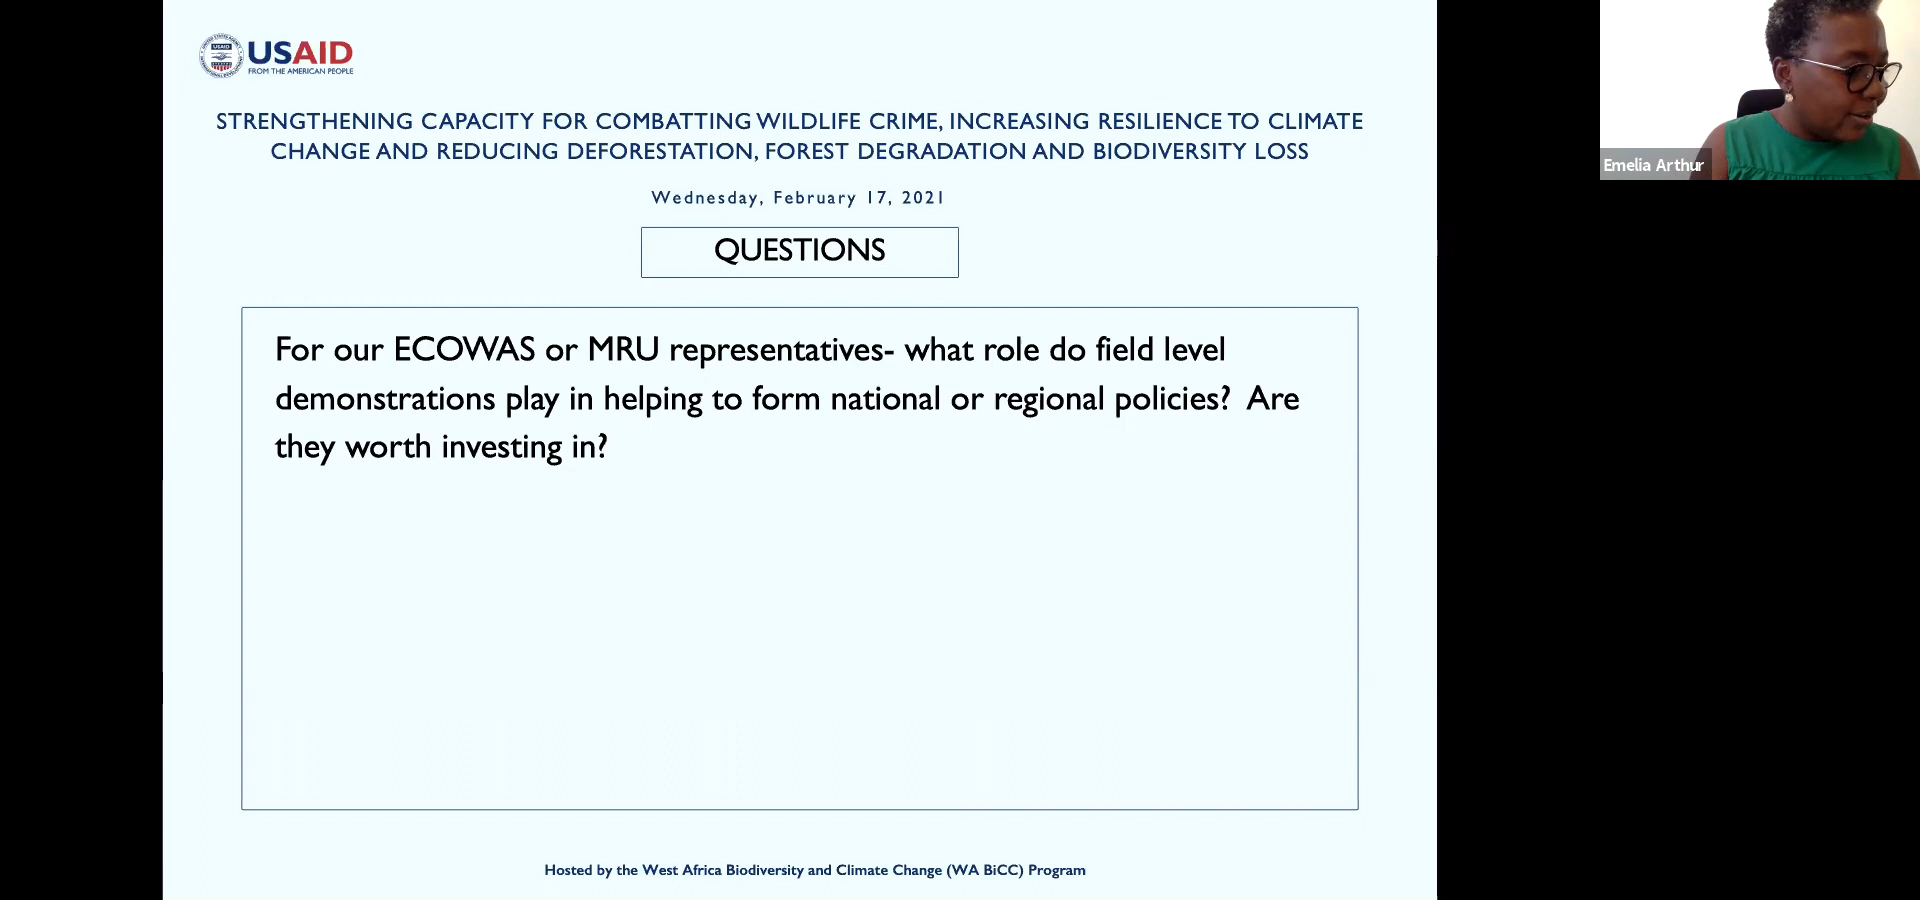 USAID
FROM THE AMERICAN PEOPLE
STRENGTHENING CAPACITY FOR COMBATTING WILDLIFE CRIME, INCREASING RESILIENCE TO CLIMATE
CHANGE AND REDUCING DEFORESTATION, FOREST DEGRADATION AND BIODIVERSITY LOSS
Wednesday, February 17, 2021
QUESTIONS
For our ECOWAS or MRU representatives- what role do field level
demonstrations play in helping to form national or regional policies?  Are
they worth investing in?
Hosted by the West Africa Biodiversity and Climate Change (WA BiCC) Program
Emelia Arthur